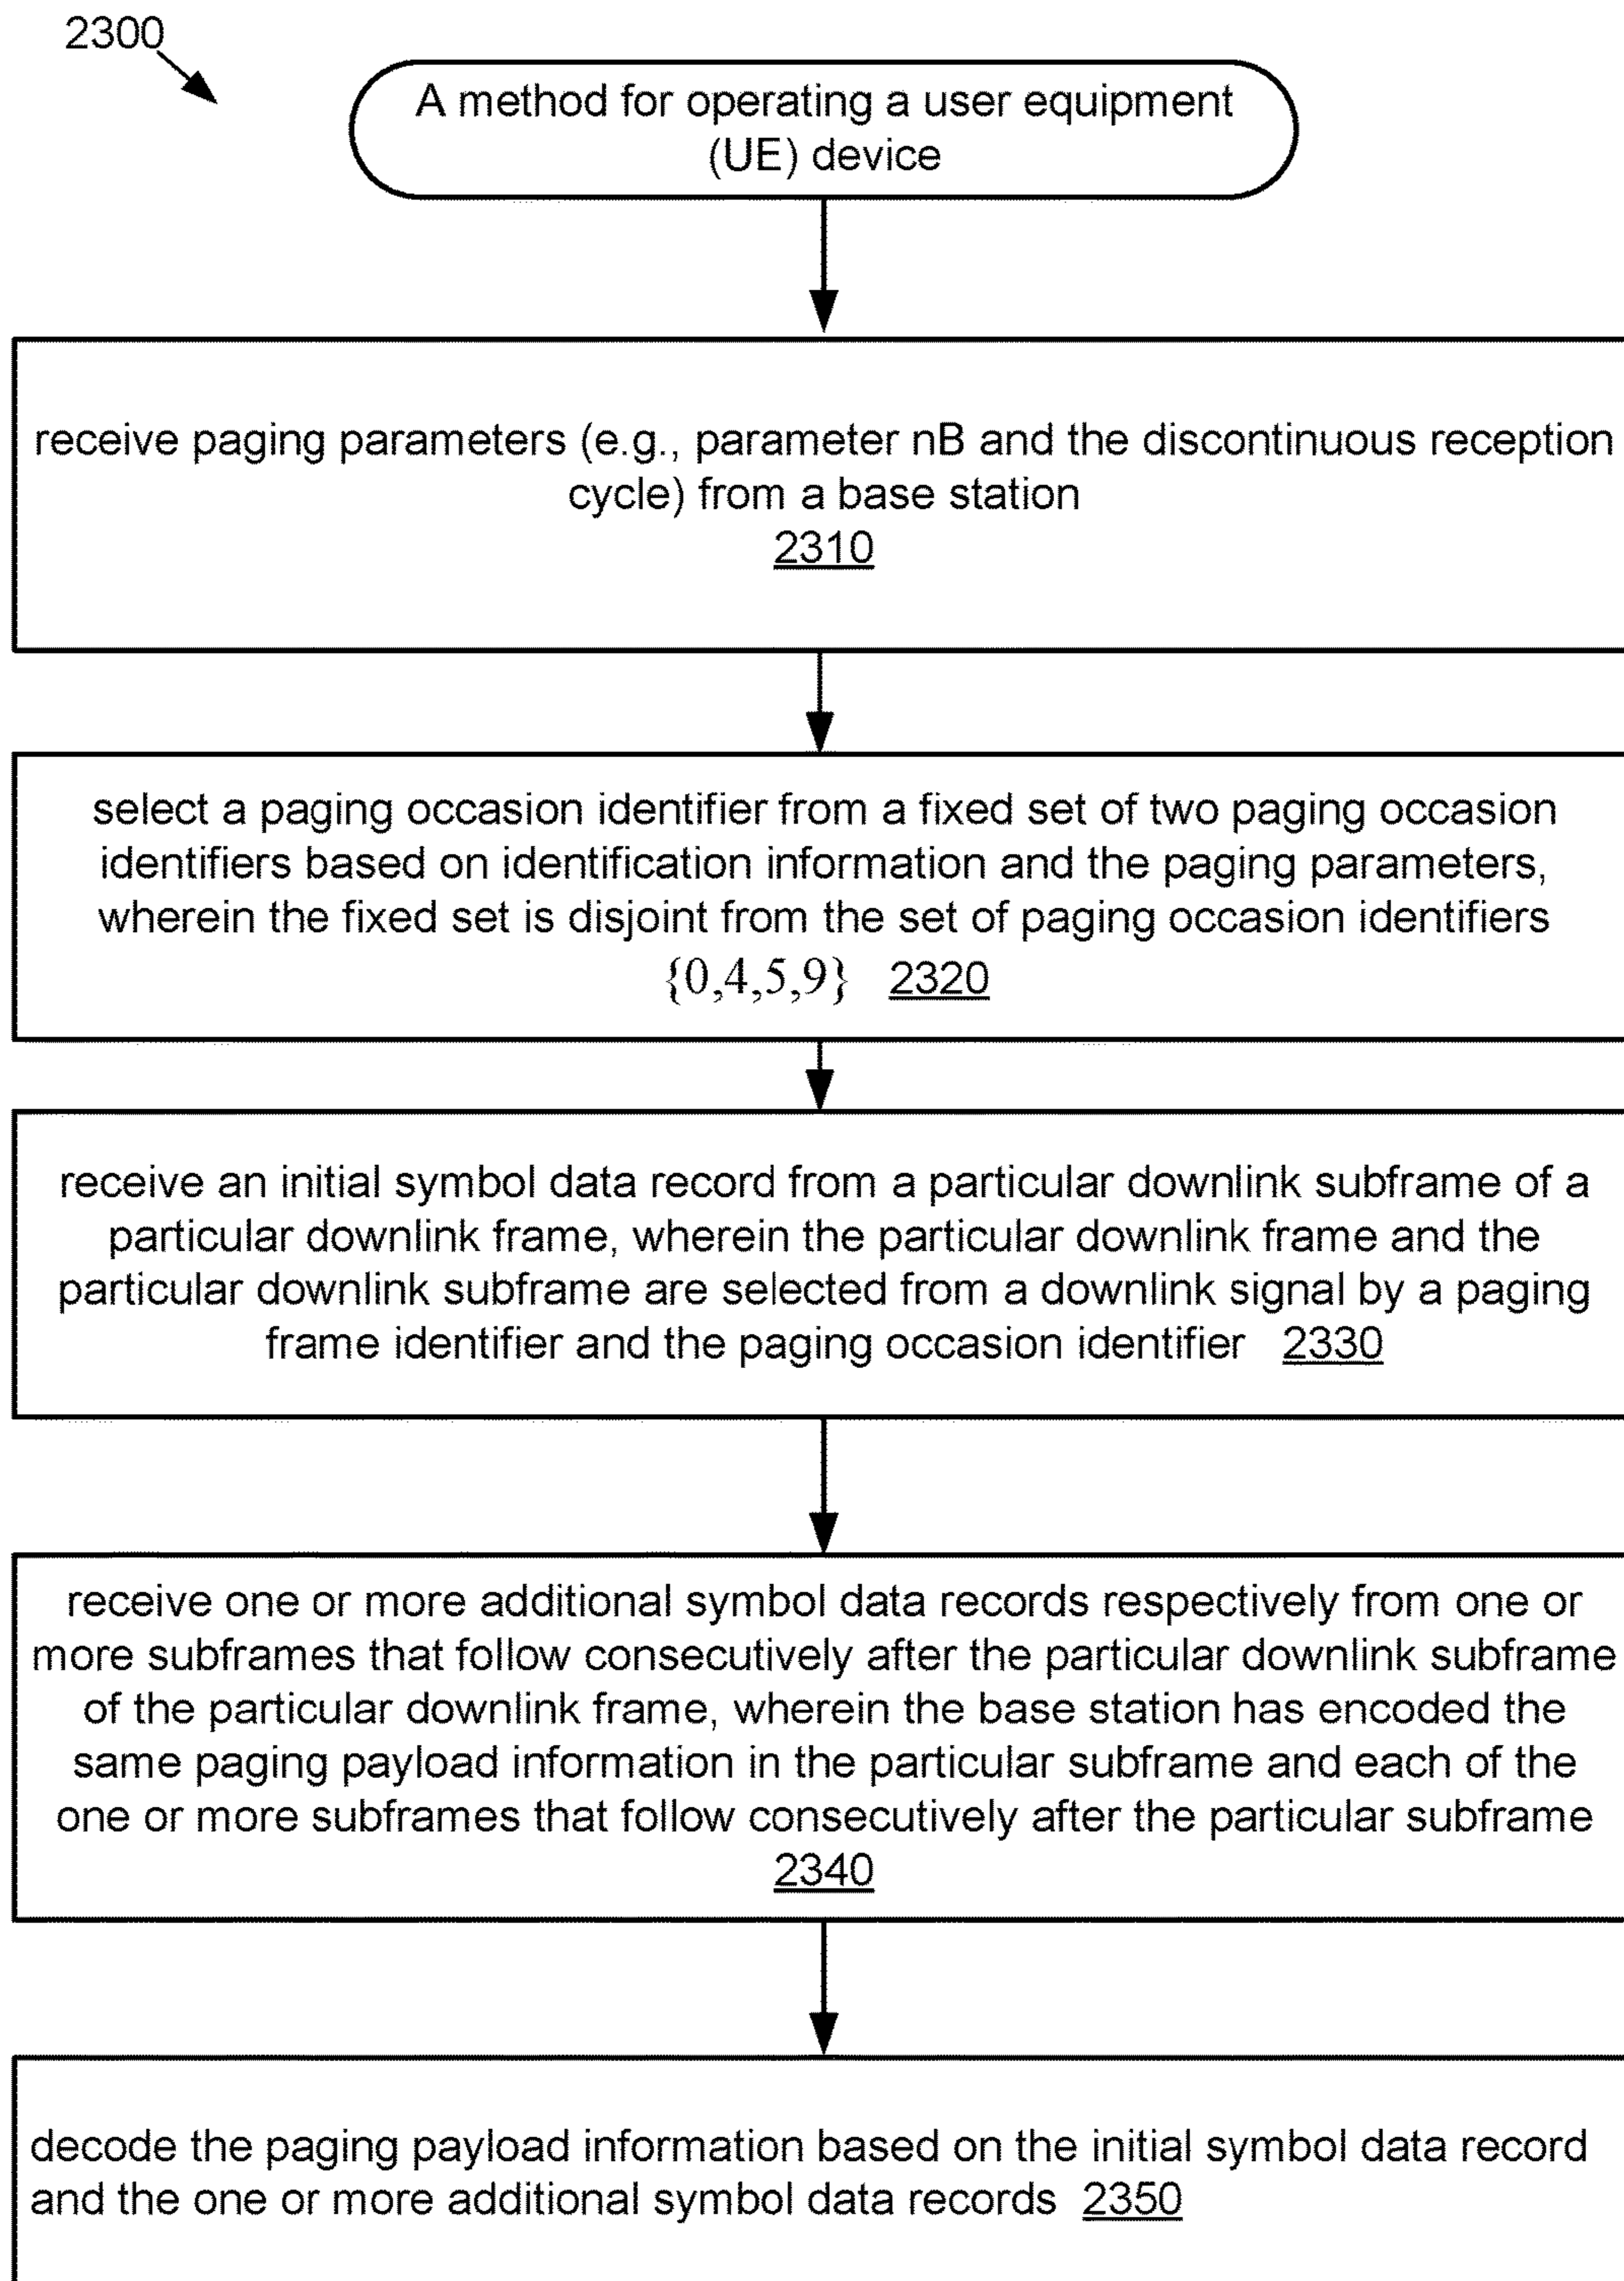 2300
A method for operating a user equipment
(UE) device
receive paging parameters (e.g., parameter nB and the discontinuous reception
cycle) from a base station
2310
select a paging occasion identifier from a fixed set of two paging occasion
identifiers based on identification information and the paging parameters,
wherein the fixed set is disjoint from the set of paging occasion identifiers
{0,4,5,9} 2320
receive an initial symbol data record from a particular downlink subframe of a
particular downlink frame, wherein the particular downlink frame and the
particular downlink subframe are selected from a downlink signal by a paging
frame identifier and the paging occasion identifier 2330
receive one or more additional symbol data records respectively from one or
more subframes that follow consecutively after the particular downlink subframe
of the particular downlink frame, wherein the base station has encoded the
same paging payload information in the particular subframe and each of the
one or more subframes that follow consecutively after the particular subframe
2340
decode the paging payload information based on the initial symbol data record
and the one or more additional symbol data records 2350